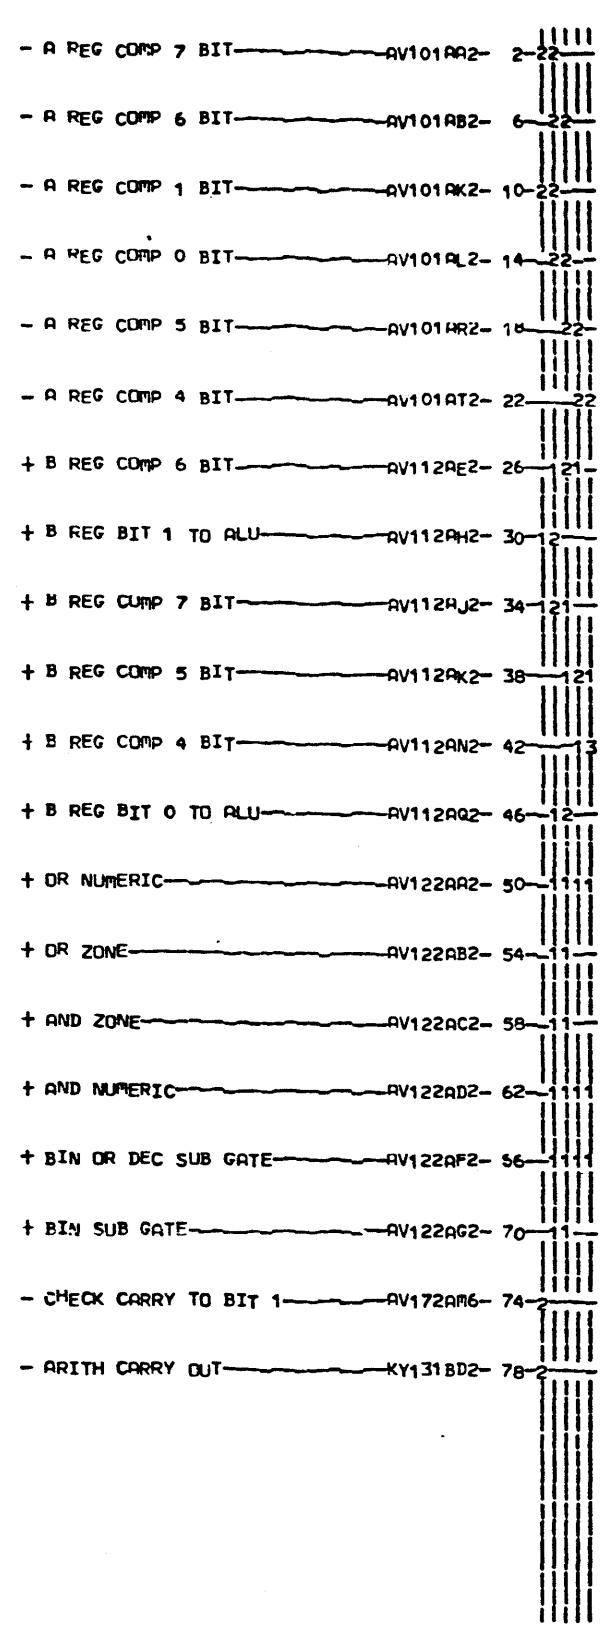 - A REG COMP 7 BIT AV101AA2- 2-22
- A REG COMP 6 BIT AV101AB2- 6-22
- A REG COMP 1 BIT AV101AK2- 10-22
- A REG COMP 0 BIT AV101AL2- 14-22-
- A REG COMP 5 BIT AV101AR2- 18 22-
- A REG COMP 4 BIT AV101AT2- 22 22
+ B REG COMP 6 BIT AV112AE2- 26-121-
+ B REG BIT 1 TO ALU AV112AH2- 30-12
+ B REG CUMP 7 BIT AV112AJ2- 34-121-
+ B REG COMP 5 BIT AV112AK2- 38-121
+ B REG COMP 4 BIT AV112AN2- 42 13
+ B REG BIT 0 TO ALU AV112AQ2- 46-12-
+ OR NUMERIC AV122AA2- 50-1111
+ OR ZONE AV122AB2- 54-11-
+ AND ZONE AV122AC2- 58-11-
+ AND NUMERIC AV122AD2- 62-1111
+ BIN OR DEC SUB GATE AV122AF2- 56-1111
+ BIN SUB GATE AV122AG2- 70-11-
- CHECK CARRY TO BIT 1 AV172AM6- 74-2
- ARITH CARRY OUT KY131BD2- 78-2